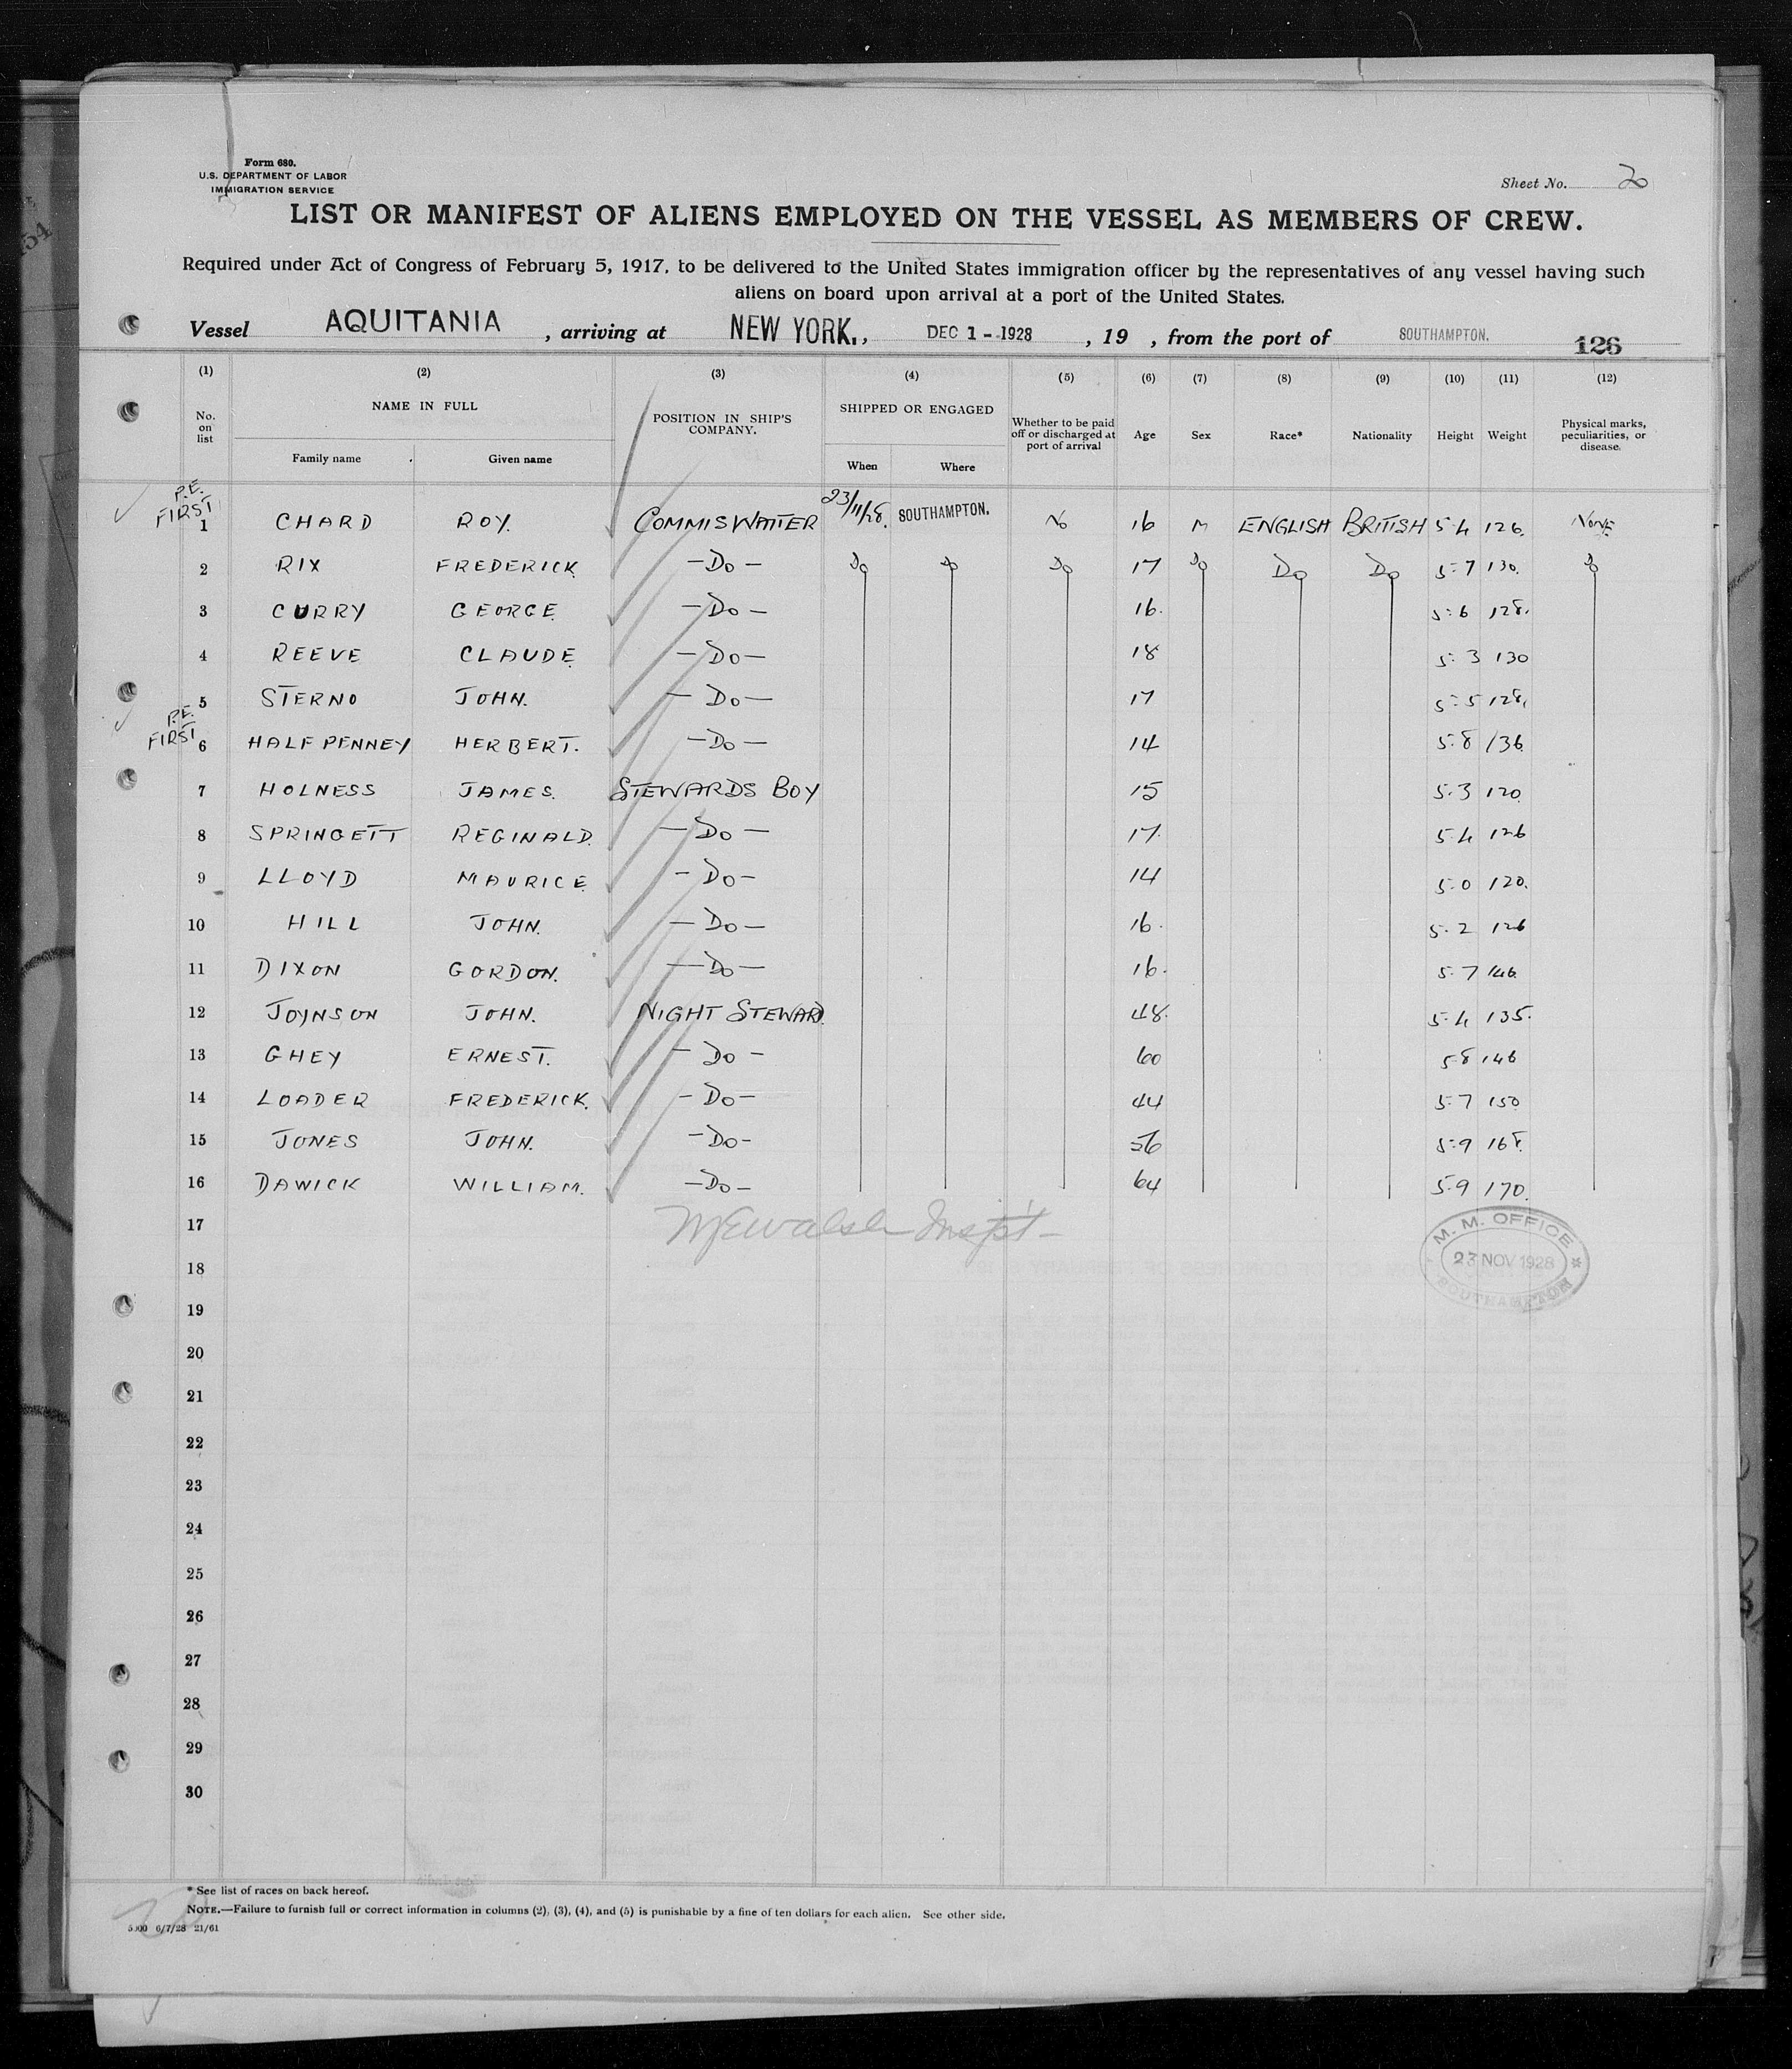 Form 680.
U.S. DEPARTMENT OF LABOR
IMMIGRATION SERVICE
Sheet No.
LIST OR MANIFEST OF ALIENS EMPLOYED ON THE VESSEL AS MEMBERS OF CREW.
Required under Act of Congress of February 5, 1917, to be delivered to the United States immigration officer by the representatives of any vessel having such
aliens on board upon arrival at a port of the United States.
Vessel AQUITANIA, arriving at NEW YORK., DEC 1 - 1928, 19 , from the port of SOUTHAMPTON. 126
(1) (2) (3) (4) (5) (6) (7) (8) (9) (10) (11) (12)
No. on list NAME IN FULL POSITION IN SHIP'S COMPANY. SHIPPED OR ENGAGED Whether to be paid off or discharged at port of arrival Age Sex Race* Nationality Height Weight Physical marks, peculiarities, or disease.
Family name Given name When Where
P.E.
FIRST
1 CHARD ROY. COMMIS WAITER 23/11/28. SOUTHAMPTON. No 16 M ENGLISH BRITISH 5-4 126. NONE
2 RIX FREDERICK. -Do- Do Do Do 17 Do Do Do 5-7 130. Do
3 CURRY GEORGE. -Do- 16. 5-6 128.
4 REEVE CLAUDE. -Do- 18 5-3 130
5 STERNO JOHN. -Do- 17 5-5 128.
P.E.
FIRST
6 HALFPENNEY HERBERT. -Do- 14 5.8 136.
7 HOLNESS JAMES. STEWARDS BOY 15 5.3 120.
8 SPRINGETT REGINALD. -Do- 17. 5.4 126
9 LLOYD MAURICE. -Do- 14 5.0 120.
10 HILL JOHN. -Do- 16. 5.2 126
11 DIXON GORDON. -Do- 16. 5-7 146.
12 JOYNSON JOHN. NIGHT STEWARD. 48. 5-4 135.
13 GHEY ERNEST. -Do- 60 5 8 146
14 LOADER FREDERICK. -Do- 44 5-7 150
15 JONES JOHN. -Do- 56 5-9 168.
16 DAWICK WILLIAM. -Do- 64 5.9 170.
17
M. M. OFFICE
23 NOV 1928
SOUTHAMPTON
18
19
20
21
22
23
24
25
26
27
28
29
30
* See list of races on back hereof.
NOTE.—Failure to furnish full or correct information in columns (2), (3), (4), and (5) is punishable by a fine of ten dollars for each alien. See other side.
5000 6/7/28 21/61